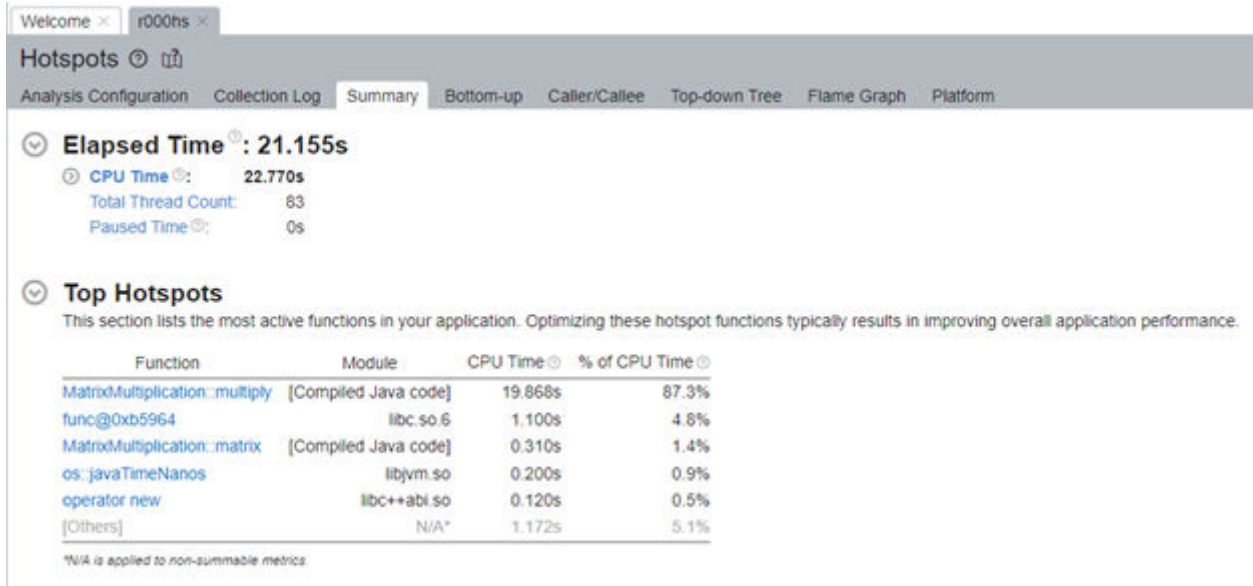 Welcome × r000hs ×
Hotspots
Analysis Configuration Collection Log Summary Bottom-up Caller/Callee Top-down Tree Flame Graph Platform
Elapsed Time: 21.155s
CPU Time: 22.770s
Total Thread Count: 83
Paused Time: 0s
Top Hotspots
This section lists the most active functions in your application. Optimizing these hotspot functions typically results in improving overall application performance.
Function Module CPU Time % of CPU Time
MatrixMultiplication::multiply [Compiled Java code] 19.868s 87.3%
func@0xb5964 libc.so.6 1.100s 4.8%
MatrixMultiplication::matrix [Compiled Java code] 0.310s 1.4%
os::javaTimeNanos libjvm.so 0.200s 0.9%
operator new libc++abi.so 0.120s 0.5%
[Others] N/A* 1.172s 5.1%
*N/A is applied to non-summable metrics.